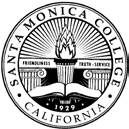 SANTA MONICA COLLEGE
FRIENDLINESS
TRUTH - SERVICE
1929
CALIFORNIA